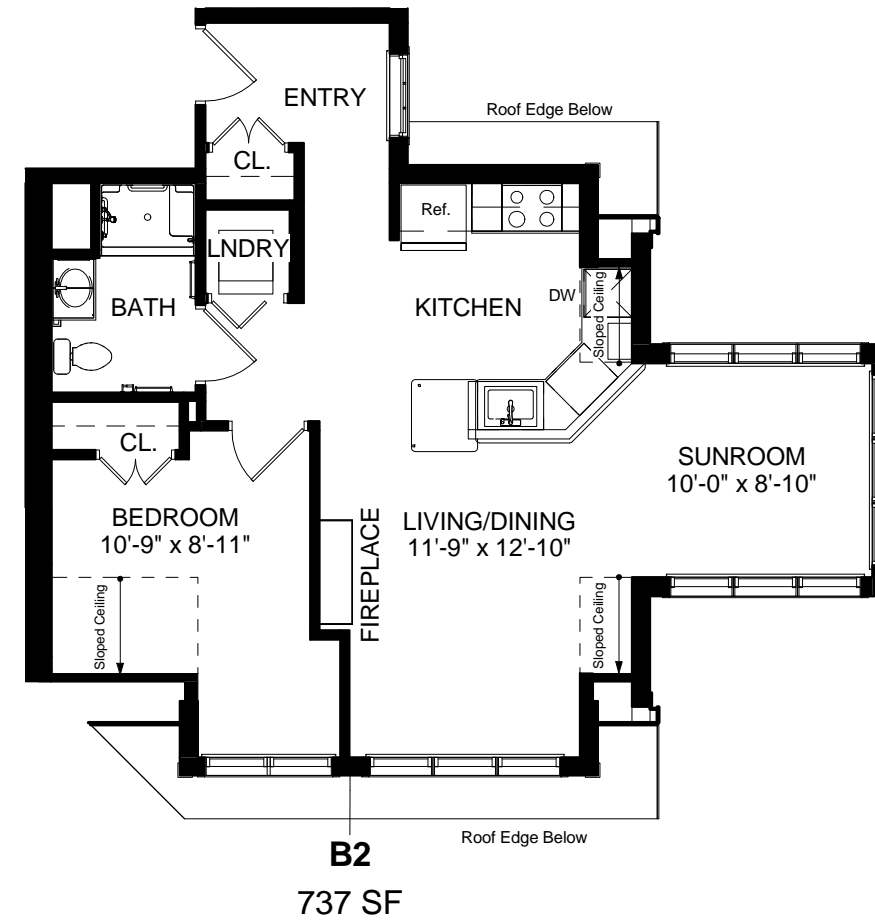 ENTRY
Roof Edge Below
CL.
Ref.
LNDRY
BATH
KITCHEN
DW
Sloped Ceiling
CL.
SUNROOM
10'-0" x 8'-10"
BEDROOM
10'-9" x 8'-11"
FIREPLACE
LIVING/DINING
11'-9" x 12'-10"
Sloped Ceiling
Sloped Ceiling
Roof Edge Below
B2
737 SF